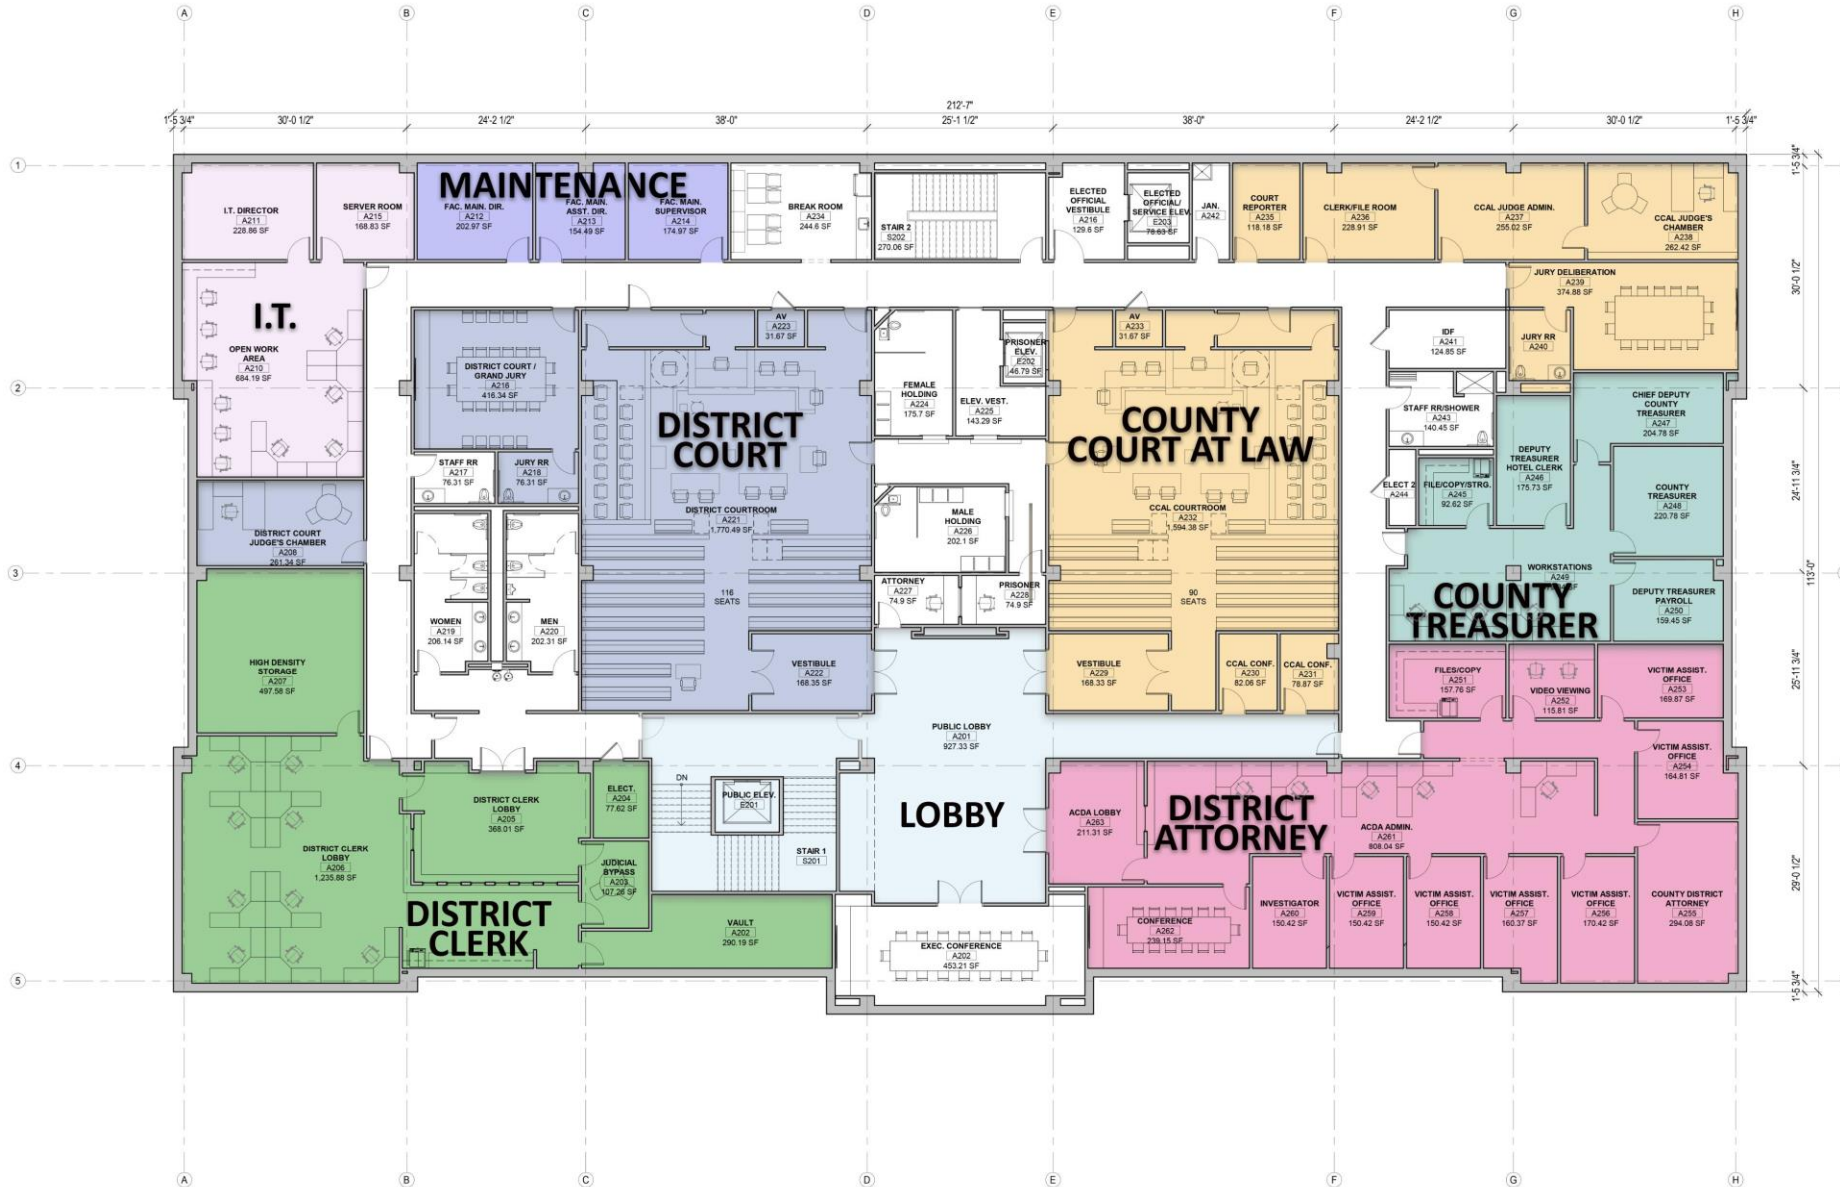 A B C D E F G H
212'-7"
1'-5 3/4" 30'-0 1/2" 24'-2 1/2" 38'-0" 25'-1 1/2" 38'-0" 24'-2 1/2" 30'-0 1/2" 1'-5 3/4"
1
2
3
4
5
1'-5 3/4"
30'-0 1/2"
24'-11 3/4"
113'-0"
25'-11 3/4"
29'-0 1/2"
1'-5 3/4"
MAINTENANCE
I.T. DIRECTOR
A211
228.86 SF
SERVER ROOM
A215
168.83 SF
FAC. MAIN. DIR.
A212
202.97 SF
FAC. MAIN.
ASST. DIR.
A213
154.49 SF
FAC. MAIN.
SUPERVISOR
A214
174.97 SF
BREAK ROOM
A234
244.6 SF
STAIR 2
S202
270.06 SF
ELECTED
OFFICIAL
VESTIBULE
A216
129.6 SF
ELECTED
OFFICIAL/
SERVICE ELEV.
E203
78.63 SF
JAN.
A242
COURT
REPORTER
A235
118.18 SF
CLERK/FILE ROOM
A236
228.91 SF
CCAL JUDGE ADMIN.
A237
255.02 SF
CCAL JUDGE'S
CHAMBER
A238
262.42 SF
JURY DELIBERATION
A239
374.88 SF
JURY RR
A240
I.T.
OPEN WORK
AREA
A210
684.19 SF
DISTRICT COURT /
GRAND JURY
A216
416.34 SF
AV
A223
31.67 SF
DISTRICT
COURT
DISTRICT COURTROOM
A221
1,770.49 SF
116
SEATS
VESTIBULE
A222
168.35 SF
FEMALE
HOLDING
A224
175.7 SF
PRISONER
ELEV.
E202
46.79 SF
ELEV. VEST.
A225
143.29 SF
MALE
HOLDING
A226
202.1 SF
ATTORNEY
A227
74.9 SF
PRISONER
A228
74.9 SF
AV
A233
31.67 SF
COUNTY
COURT AT LAW
CCAL COURTROOM
A232
1,594.38 SF
90
SEATS
VESTIBULE
A229
168.33 SF
CCAL CONF.
A230
82.06 SF
CCAL CONF.
A231
78.87 SF
IDF
A241
124.85 SF
STAFF RR/SHOWER
A243
140.45 SF
ELECT 2
A244
FILE/COPY/STRG.
A245
92.62 SF
DEPUTY
TREASURER
HOTEL CLERK
A246
175.73 SF
CHIEF DEPUTY
COUNTY
TREASURER
A247
204.78 SF
COUNTY
TREASURER
A248
220.78 SF
WORKSTATIONS
A249
COUNTY
TREASURER
DEPUTY TREASURER
PAYROLL
A250
159.45 SF
STAFF RR
A217
76.31 SF
JURY RR
A218
76.31 SF
DISTRICT COURT
JUDGE'S CHAMBER
A208
261.34 SF
WOMEN
A219
206.14 SF
MEN
A220
202.31 SF
HIGH DENSITY
STORAGE
A207
497.58 SF
FILES/COPY
A251
157.76 SF
VIDEO VIEWING
A252
115.81 SF
VICTIM ASSIST.
OFFICE
A253
169.87 SF
VICTIM ASSIST.
OFFICE
A254
164.81 SF
PUBLIC LOBBY
A201
927.33 SF
LOBBY
DN
PUBLIC ELEV.
E201
STAIR 1
S201
ELECT.
A204
77.62 SF
DISTRICT CLERK
LOBBY
A205
368.01 SF
DISTRICT CLERK
LOBBY
A206
1,235.88 SF
JUDICIAL
BYPASS
A203
107.26 SF
DISTRICT
CLERK
VAULT
A202
290.19 SF
EXEC. CONFERENCE
A202
453.21 SF
ACDA LOBBY
A263
211.31 SF
DISTRICT
ATTORNEY
ACDA ADMIN.
A261
808.04 SF
CONFERENCE
A262
239.15 SF
INVESTIGATOR
A260
150.42 SF
VICTIM ASSIST.
OFFICE
A259
150.42 SF
VICTIM ASSIST.
OFFICE
A258
150.42 SF
VICTIM ASSIST.
OFFICE
A257
160.37 SF
VICTIM ASSIST.
OFFICE
A256
170.42 SF
COUNTY DISTRICT
ATTORNEY
A255
294.08 SF
A B C D E F G H